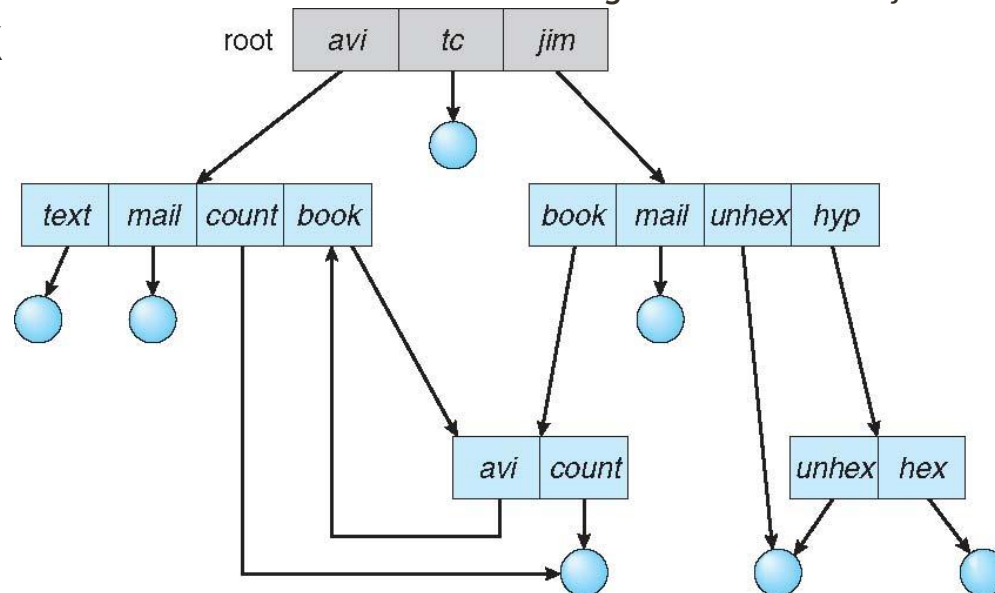 root avi tc jim
text mail count book
book mail unhex hyp
avi count
unhex hex